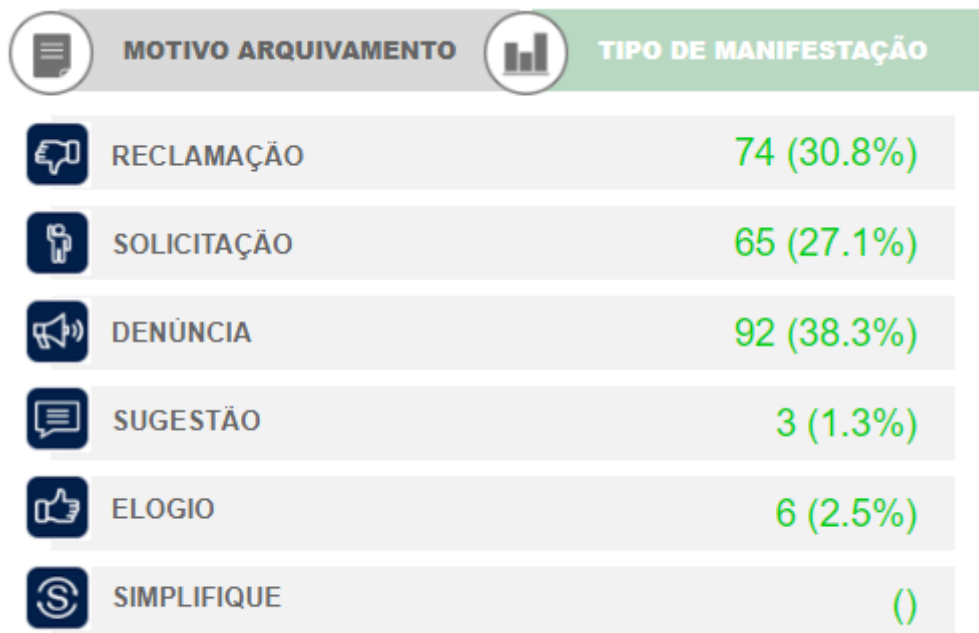 MOTIVO ARQUIVAMENTO TIPO DE MANIFESTAÇÃO
RECLAMAÇÃO 74 (30.8%)
SOLICITAÇÃO 65 (27.1%)
DENÚNCIA 92 (38.3%)
SUGESTÃO 3 (1.3%)
ELOGIO 6 (2.5%)
SIMPLIFIQUE ()